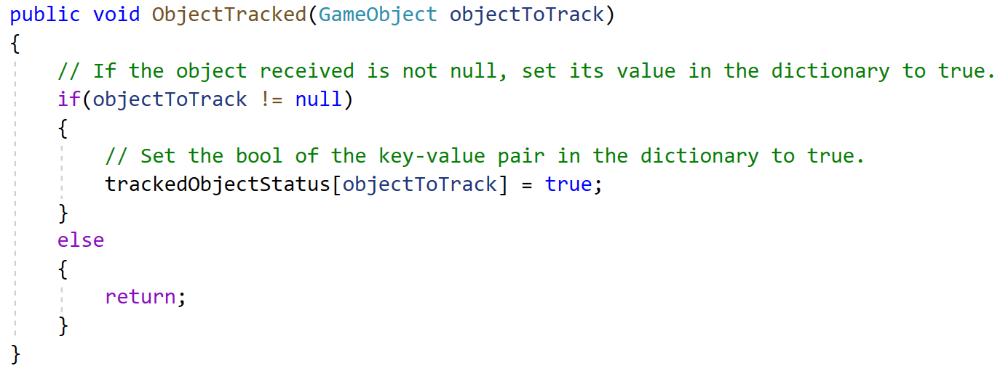 public void ObjectTracked(GameObject objectToTrack)
{
    // If the object received is not null, set its value in the dictionary to true.
    if(objectToTrack != null)
    {
        // Set the bool of the key-value pair in the dictionary to true.
        trackedObjectStatus[objectToTrack] = true;
    }
    else
    {
        return;
    }
}